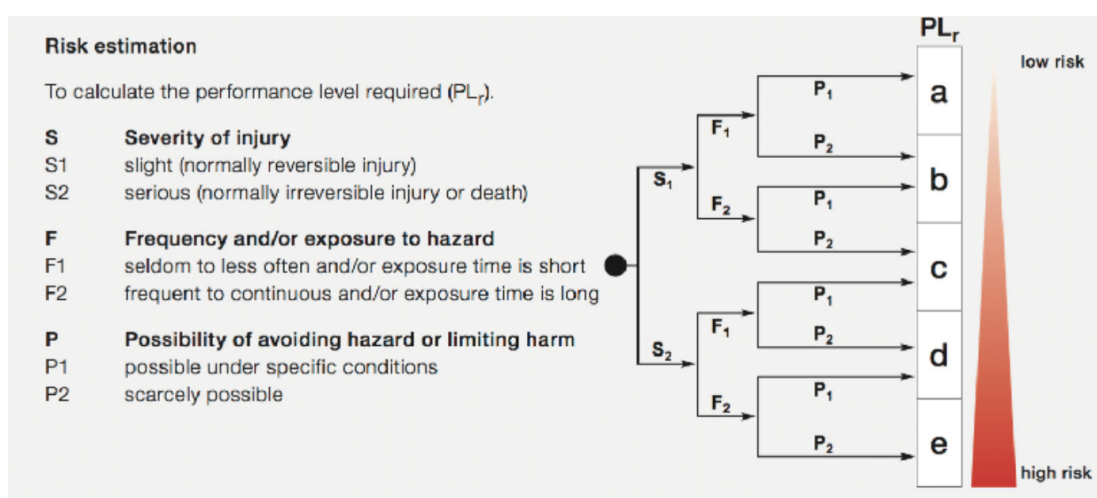 Risk estimation
To calculate the performance level required (PLr).
S Severity of injury
S1 slight (normally reversible injury)
S2 serious (normally irreversible injury or death)
F Frequency and/or exposure to hazard
F1 seldom to less often and/or exposure time is short
F2 frequent to continuous and/or exposure time is long
P Possibility of avoiding hazard or limiting harm
P1 possible under specific conditions
P2 scarcely possible
PLr
low risk
P1
a
F1
P2
S1
b
P1
F2
P2
c
P1
F1
P2
S2
d
P1
F2
P2
e
high risk